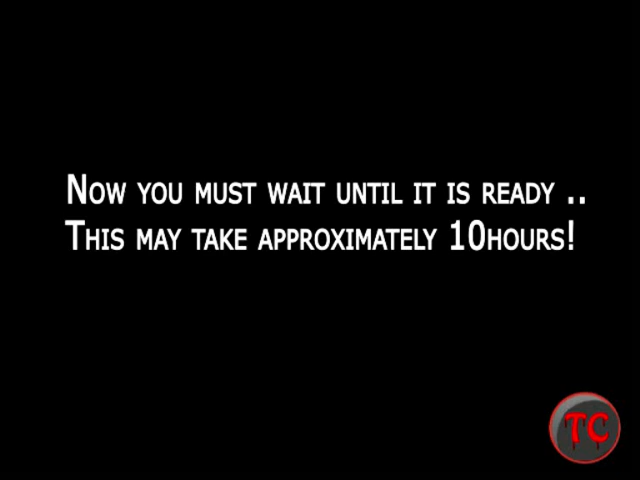 Now you must wait until it is ready ..
This may take approximately 10hours!
TC